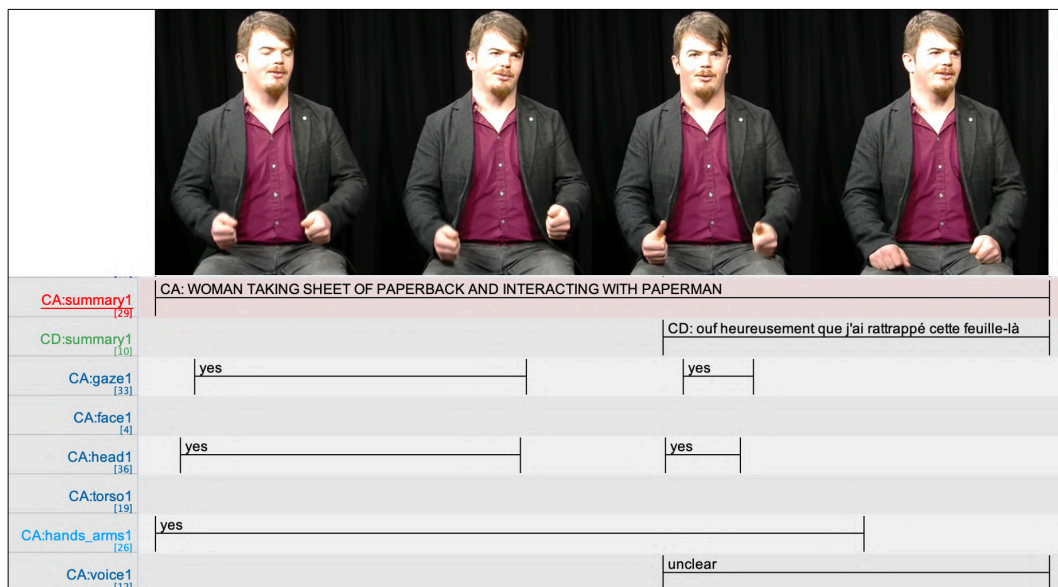 CA:summary1
[29]
CA: WOMAN TAKING SHEET OF PAPERBACK AND INTERACTING WITH PAPERMAN
CD:summary1
[10]
CD: ouf heureusement que j'ai rattrappé cette feuille-là
CA:gaze1
[33]
yes
yes
CA:face1
[4]
CA:head1
[36]
yes
yes
CA:torso1
[19]
CA:hands_arms1
[26]
yes
CA:voice1
unclear